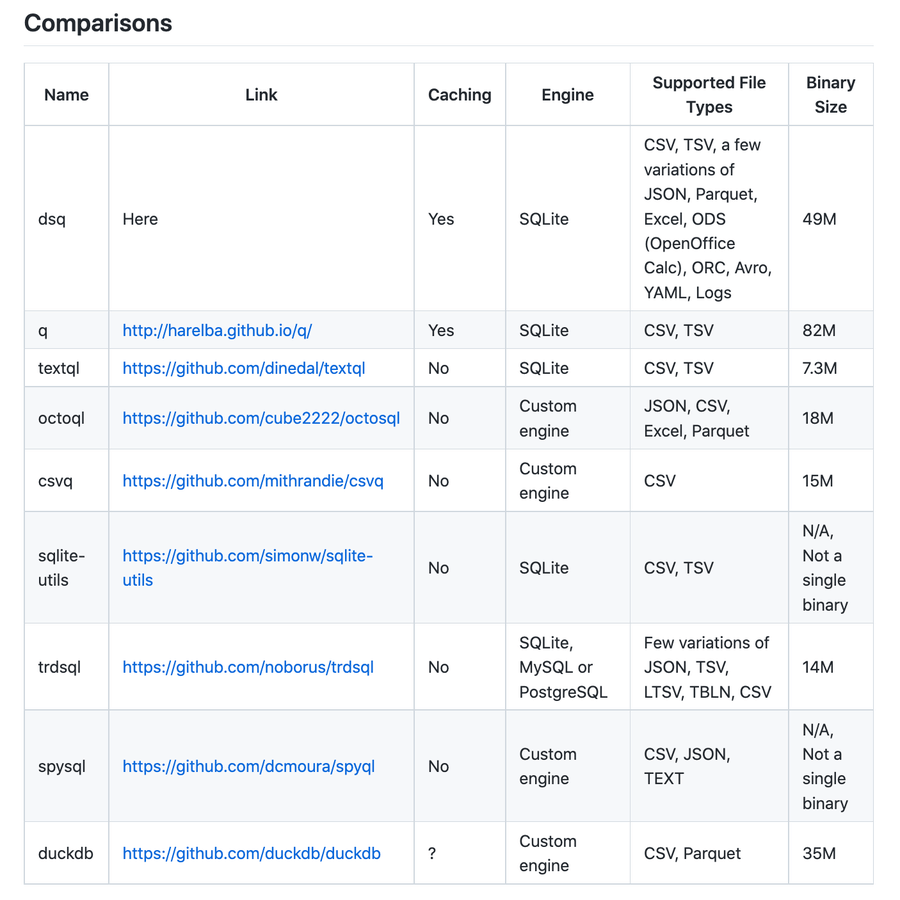 Comparisons
Name Link Caching Engine Supported File Types Binary Size
dsq Here Yes SQLite CSV, TSV, a few variations of JSON, Parquet, Excel, ODS (OpenOffice Calc), ORC, Avro, YAML, Logs 49M
q http://harelba.github.io/q/ Yes SQLite CSV, TSV 82M
textql https://github.com/dinedal/textql No SQLite CSV, TSV 7.3M
octoql https://github.com/cube2222/octosql No Custom engine JSON, CSV, Excel, Parquet 18M
csvq https://github.com/mithrandie/csvq No Custom engine CSV 15M
sqlite-utils https://github.com/simonw/sqlite-utils No SQLite CSV, TSV N/A, Not a single binary
trdsql https://github.com/noborus/trdsql No SQLite, MySQL or PostgreSQL Few variations of JSON, TSV, LTSV, TBLN, CSV 14M
spysql https://github.com/dcmoura/spyql No Custom engine CSV, JSON, TEXT N/A, Not a single binary
duckdb https://github.com/duckdb/duckdb ? Custom engine CSV, Parquet 35M